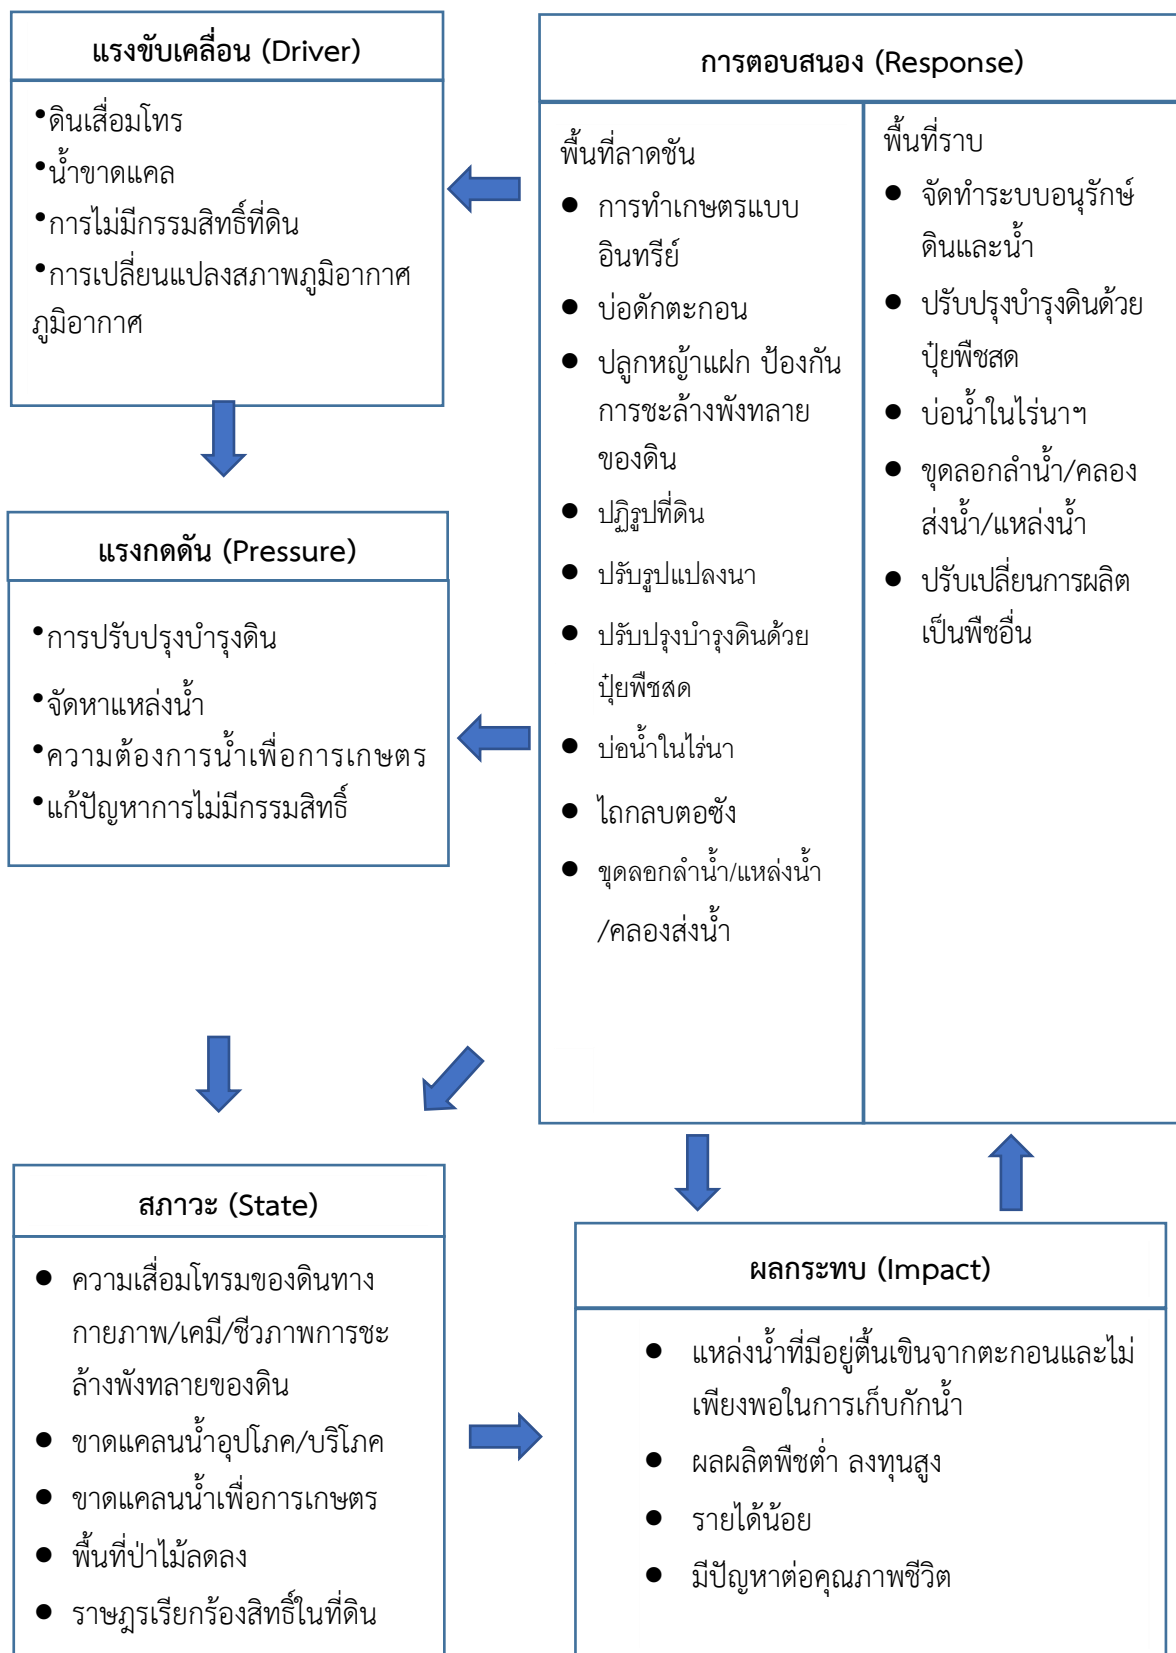 แรงขับเคลื่อน (Driver)
•ดินเสื่อมโทร
•น้ำขาดแคล
•การไม่มีกรรมสิทธิ์ที่ดิน
•การเปลี่ยนแปลงสภาพภูมิอากาศ
ภูมิอากาศ
การตอบสนอง (Response)
พื้นที่ลาดชัน
● การทำเกษตรแบบ
อินทรีย์
● บ่อดักตะกอน
● ปลูกหญ้าแฝก ป้องกัน
การชะล้างพังทลาย
ของดิน
● ปฏิรูปที่ดิน
● ปรับรูปแปลงนา
● ปรับปรุงบำรุงดินด้วย
ปุ๋ยพืชสด
● บ่อน้ำในไร่นา
● ไถกลบตอซัง
● ขุดลอกลำน้ำ/แหล่งน้ำ
/คลองส่งน้ำ
พื้นที่ราบ
● จัดทำระบบอนุรักษ์
ดินและน้ำ
● ปรับปรุงบำรุงดินด้วย
ปุ๋ยพืชสด
● บ่อน้ำในไร่นาฯ
● ขุดลอกลำน้ำ/คลอง
ส่งน้ำ/แหล่งน้ำ
● ปรับเปลี่ยนการผลิต
เป็นพืชอื่น
แรงกดดัน (Pressure)
•การปรับปรุงบำรุงดิน
•จัดหาแหล่งน้ำ
•ความต้องการน้ำเพื่อการเกษตร
•แก้ปัญหาการไม่มีกรรมสิทธิ์
สภาวะ (State)
● ความเสื่อมโทรมของดินทาง
กายภาพ/เคมี/ชีวภาพการชะ
ล้างพังทลายของดิน
● ขาดแคลนน้ำอุปโภค/บริโภค
● ขาดแคลนน้ำเพื่อการเกษตร
● พื้นที่ป่าไม้ลดลง
● ราษฎรเรียกร้องสิทธิ์ในที่ดิน
ผลกระทบ (Impact)
● แหล่งน้ำที่มีอยู่ตื้นเขินจากตะกอนและไม่
เพียงพอในการเก็บกักน้ำ
● ผลผลิตพืชต่ำ ลงทุนสูง
● รายได้น้อย
● มีปัญหาต่อคุณภาพชีวิต